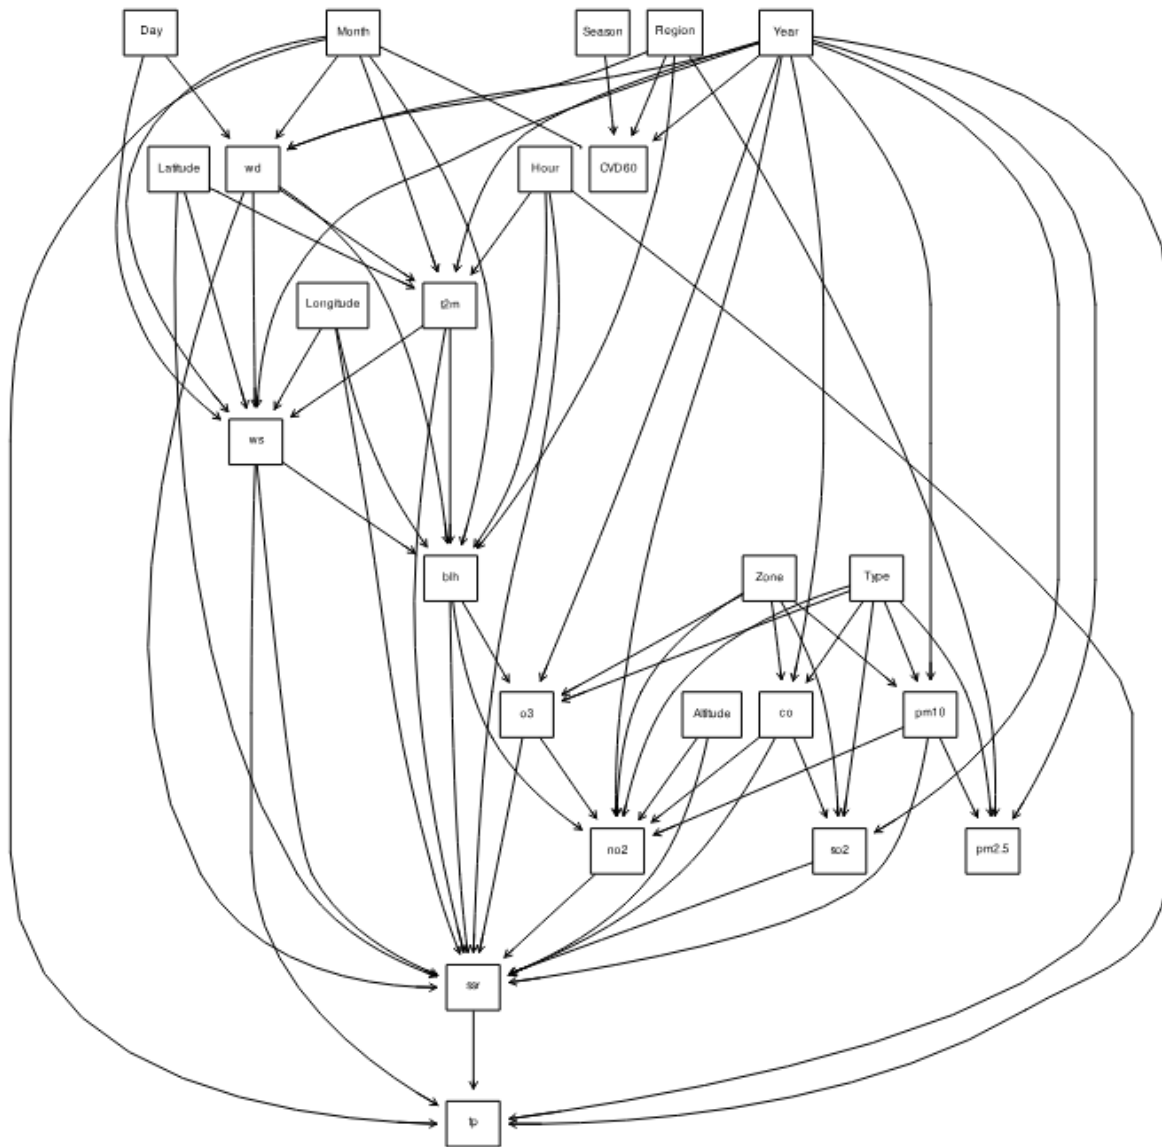 Day
Month
Season
Region
Year
Latitude
wd
Hour
CVD60
Longitude
t2m
ws
blh
Zone
Type
o3
Altitude
co
pm10
no2
so2
pm2.5
ssr
tp